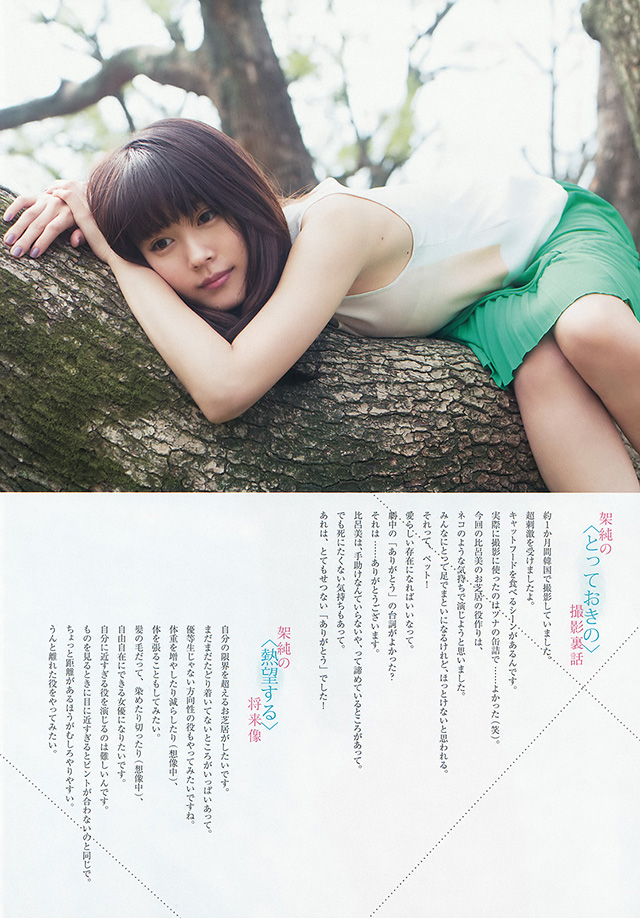 架純の
〈とっておきの〉
撮影裏話
約1か月間韓国で撮影していました。
超刺激を受けましたよ。
キャットフードを食べるシーンがあるんです。
実際に撮影に使ったのはツナの缶詰で……よかった（笑）。
今回の比呂美のお芝居の役作りは、
ネコのような気持ちで演じようと思いました。
みんなにとって足でまといになるけれど、ほっとけないと思われる。
それって、ペット！
愛らしい存在になればいいなって。
劇中の「ありがとう」の台詞がよかった？
それは……ありがとうございます。
比呂美は、手助けなんていらないや、って諦めているところがあって。
でも死にたくない気持ちもあって。
あれは、とてもせつない「ありがとう」でした！
架純の
〈熱望する〉
将来像
自分の限界を超えるお芝居がしたいです。
まだまだたどり着いてないところがいっぱいあって。
優等生じゃない方向性の役もやってみたいですね。
体重を増やしたり減らしたり（想像中）、
体を張ることもしてみたい。
髪の毛だって、染めたり切ったり（想像中）、
自由自在にできる女優になりたいです。
自分に近すぎる役を演じるのは難しいんです。
ものを見るときに目に近すぎるとピントが合わないのと同じで。
ちょっと距離があるほうがむしろやりやすい。
うんと離れた役をやってみたい。